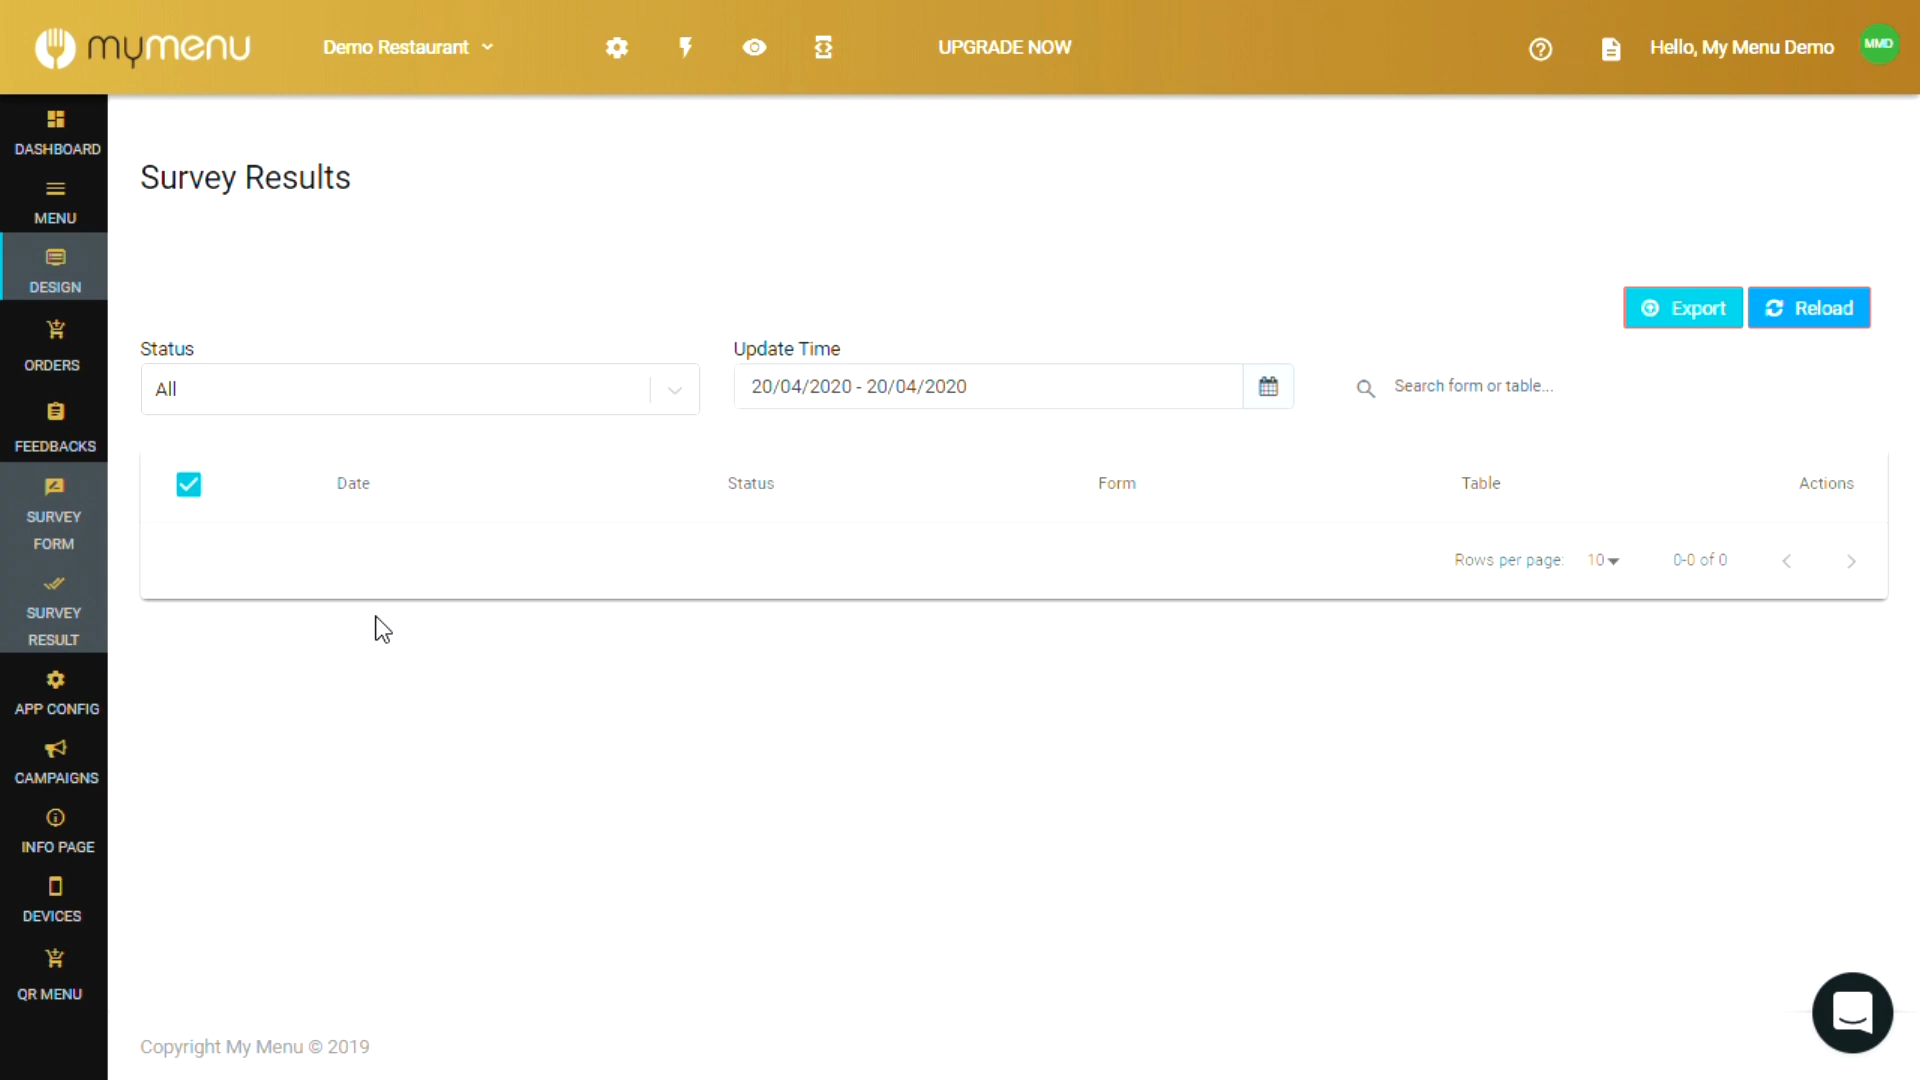 mymenu
Demo Restaurant
UPGRADE NOW
Hello, My Menu Demo
MMD
DASHBOARD
MENU
DESIGN
ORDERS
FEEDBACKS
SURVEY
FORM
SURVEY
RESULT
APP CONFIG
CAMPAIGNS
INFO PAGE
DEVICES
QR MENU
Survey Results
Export
Reload
Status
Update Time
All
20/04/2020 - 20/04/2020
Search form or table...
Date
Status
Form
Table
Actions
Rows per page:
10
0-0 of 0
Copyright My Menu © 2019